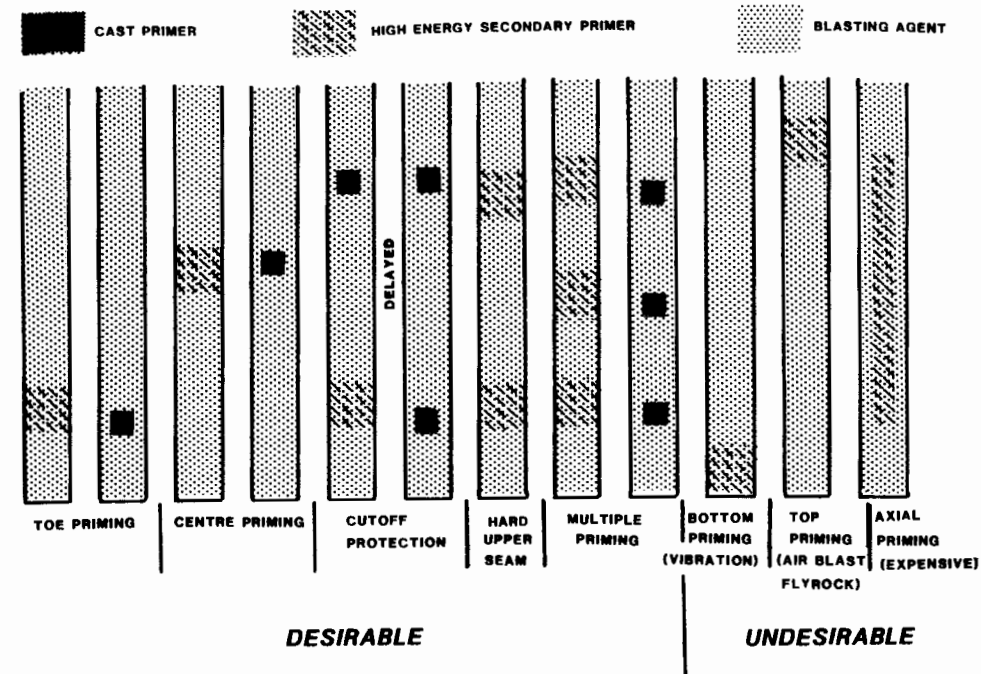 CAST PRIMER
HIGH ENERGY SECONDARY PRIMER
BLASTING AGENT
DELAYED
TOE PRIMING
CENTRE PRIMING
CUTOFF
PROTECTION
HARD
UPPER
SEAM
MULTIPLE
PRIMING
BOTTOM
PRIMING
(VIBRATION)
TOP
PRIMING
(AIR BLAST
FLYROCK)
AXIAL
PRIMING
(EXPENSIVE)
DESIRABLE
UNDESIRABLE